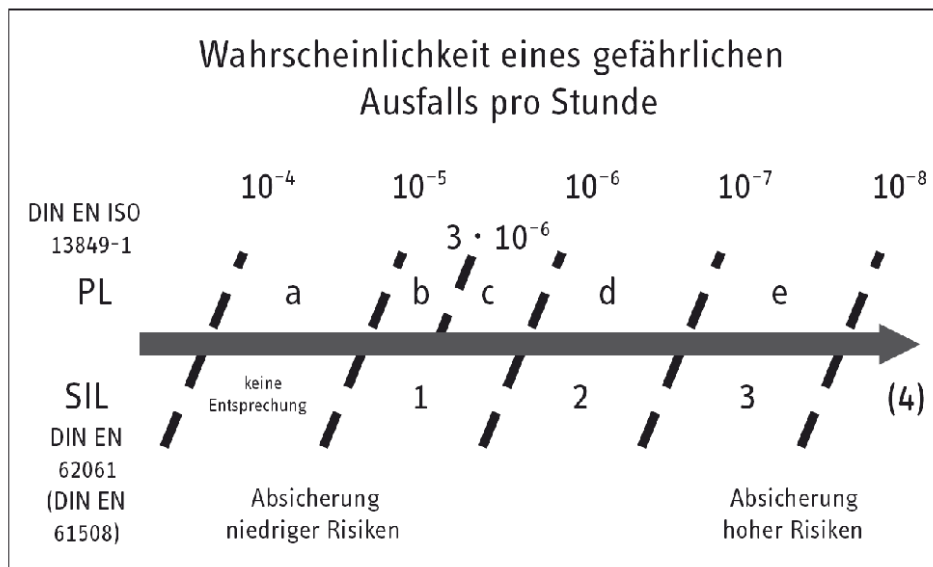 Wahrscheinlichkeit eines gefährlichen
Ausfalls pro Stunde
10⁻⁴ 10⁻⁵ 10⁻⁶ 10⁻⁷ 10⁻⁸
DIN EN ISO
13849-1
3 · 10⁻⁶
PL a b c d e
SIL keine
Entsprechung 1 2 3 (4)
DIN EN
62061
(DIN EN
61508)
Absicherung
niedriger Risiken
Absicherung
hoher Risiken